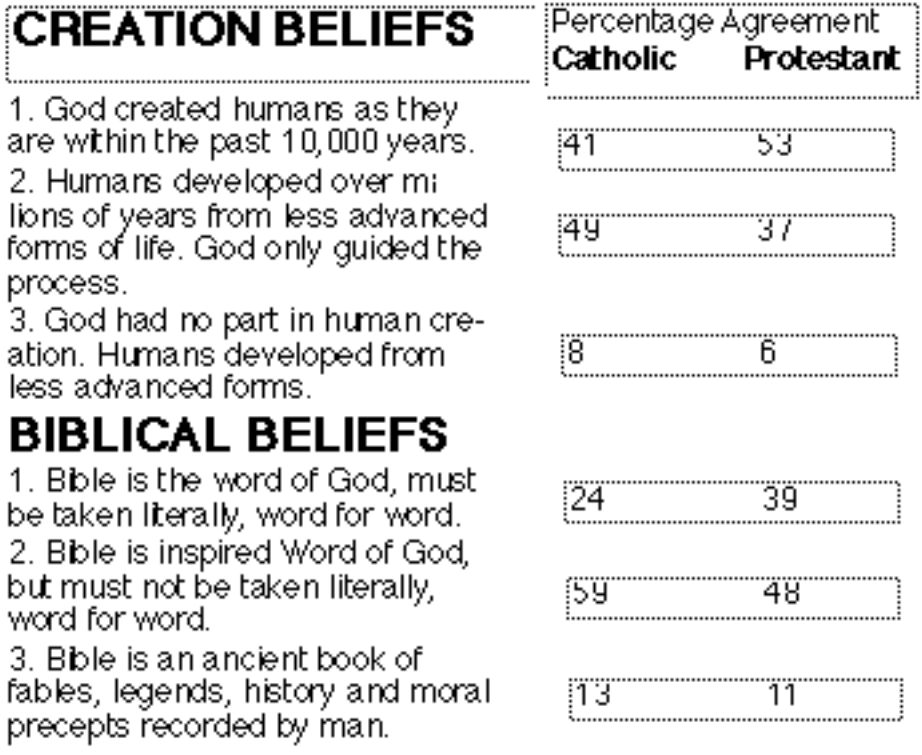 CREATION BELIEFS
Percentage Agreement
Catholic Protestant
1. God created humans as they
are within the past 10,000 years.
41 53
2. Humans developed over mi
lions of years from less advanced
forms of life. God only guided the
process.
49 37
3. God had no part in human cre-
ation. Humans developed from
less advanced forms.
8 6
BIBLICAL BELIEFS
1. Bible is the word of God, must
be taken literally, word for word.
24 39
2. Bible is inspired Word of God,
but must not be taken literally,
word for word.
59 48
3. Bible is an ancient book of
fables, legends, history and moral
precepts recorded by man.
13 11